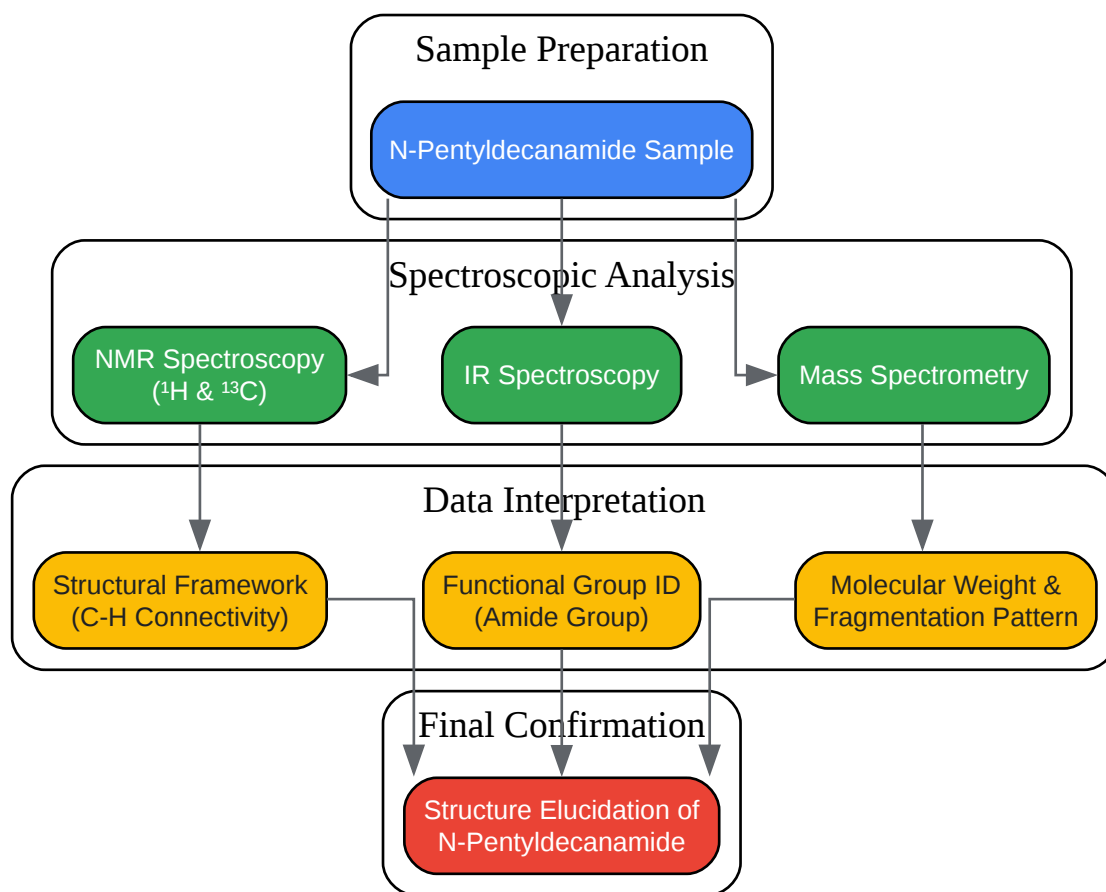 Sample Preparation
N-Pentyldecanamide Sample
Spectroscopic Analysis
NMR Spectroscopy
(¹H & ¹³C)
IR Spectroscopy
Mass Spectrometry
Data Interpretation
Structural Framework
(C-H Connectivity)
Functional Group ID
(Amide Group)
Molecular Weight &
Fragmentation Pattern
Final Confirmation
Structure Elucidation of
N-Pentyldecanamide